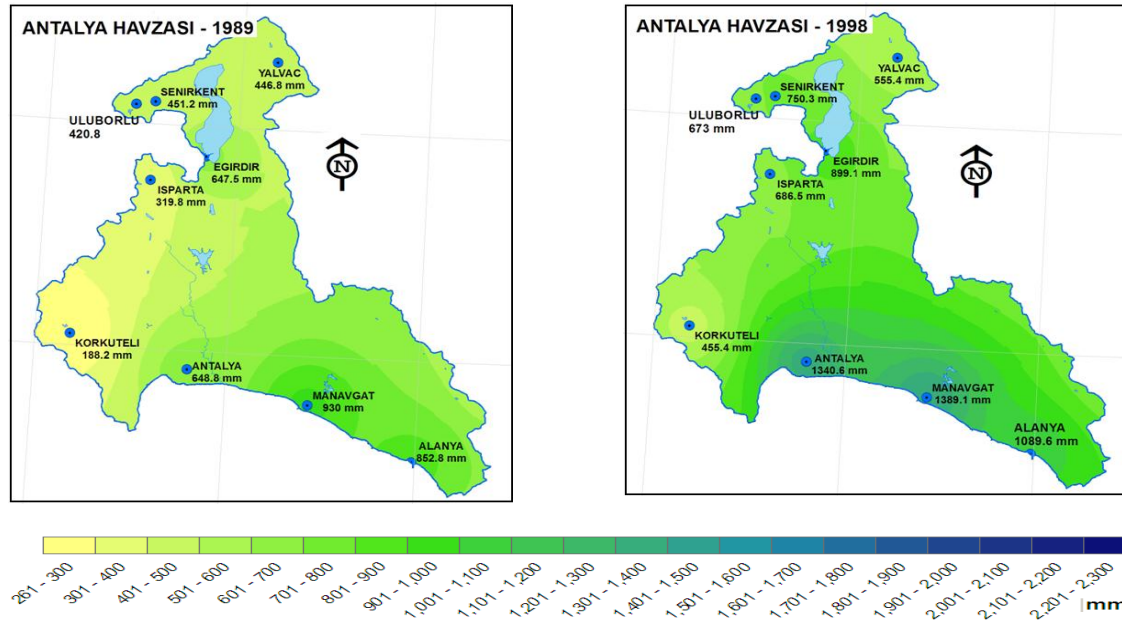 ANTALYA HAVZASI - 1989
YALVAC
446.8 mm
SENIRKENT
451.2 mm
ULUBORLU
420.8
EGIRDIR
647.5 mm
N
ISPARTA
319.8 mm
KORKUTELI
188.2 mm
ANTALYA
648.8 mm
MANAVGAT
930 mm
ALANYA
852.8 mm
ANTALYA HAVZASI - 1998
YALVAC
555.4 mm
SENIRKENT
750.3 mm
ULUBORLU
673 mm
EGIRDIR
899.1 mm
N
ISPARTA
686.5 mm
KORKUTELI
455.4 mm
ANTALYA
1340.6 mm
MANAVGAT
1389.1 mm
ALANYA
1089.6 mm
261 - 300
301 - 400
401 - 500
501 - 600
601 - 700
701 - 800
801 - 900
901 - 1,000
1,001 - 1,100
1,101 - 1,200
1,201 - 1,300
1,301 - 1,400
1,401 - 1,500
1,501 - 1,600
1,601 - 1,700
1,701 - 1,800
1,801 - 1,900
1,901 - 2,000
2,001 - 2,100
2,101 - 2,200
2,201 - 2,300
mm